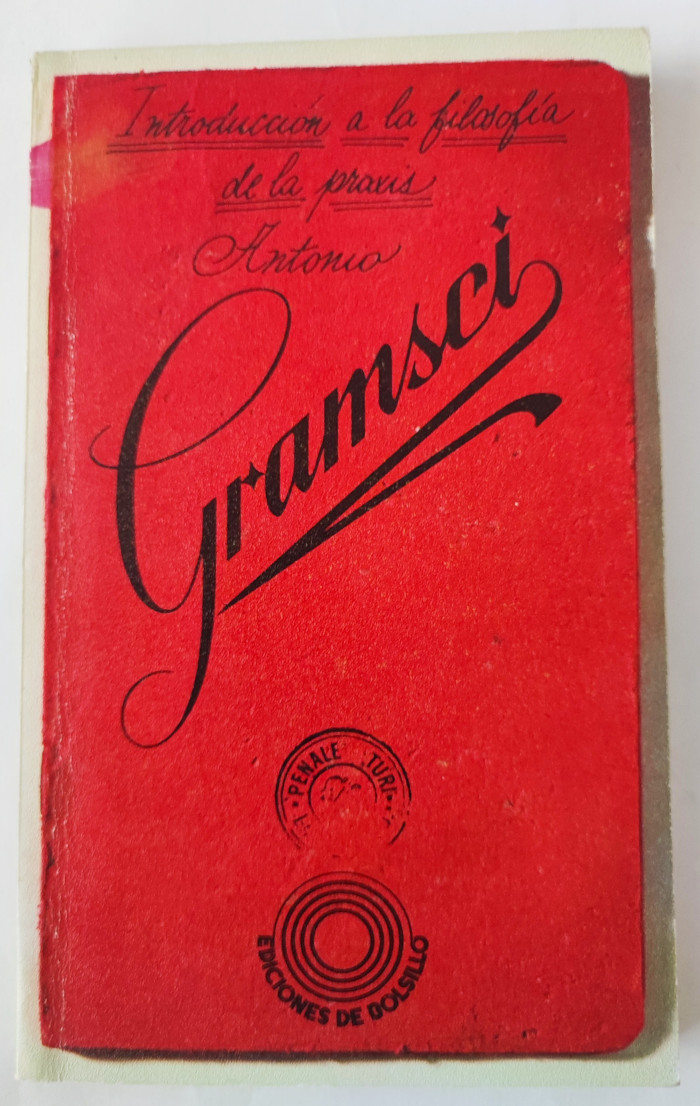 Introducción a la filosofía
de la praxis
Antonio
Gramsci
PENALE TURI
EDICIONES DE BOLSILLO